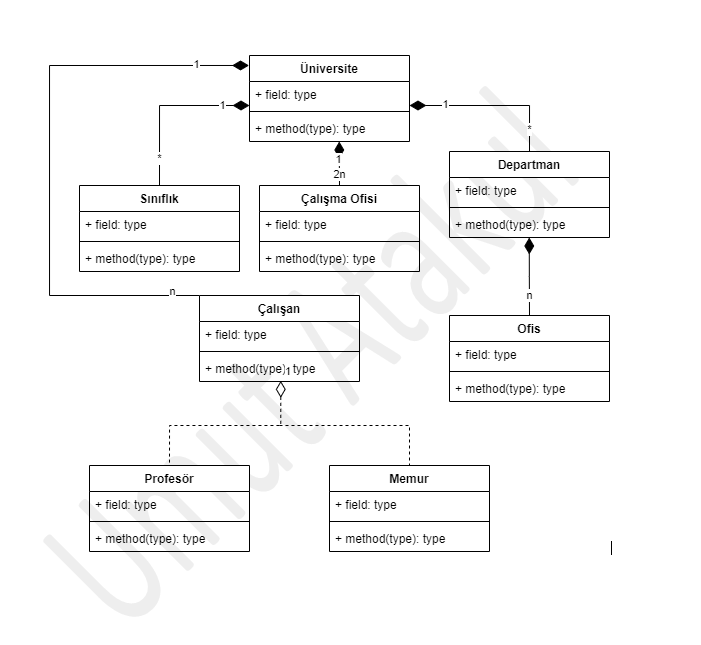 1
Üniversite
+ field: type
+ method(type): type
1
*
1
*
1
2n
Sınıflık
+ field: type
+ method(type): type
Çalışma Ofisi
+ field: type
+ method(type): type
Departman
+ field: type
+ method(type): type
n
n
Çalışan
+ field: type
+ method(type): type
1
Ofis
+ field: type
+ method(type): type
Profesör
+ field: type
+ method(type): type
Memur
+ field: type
+ method(type): type
Umut Atakul